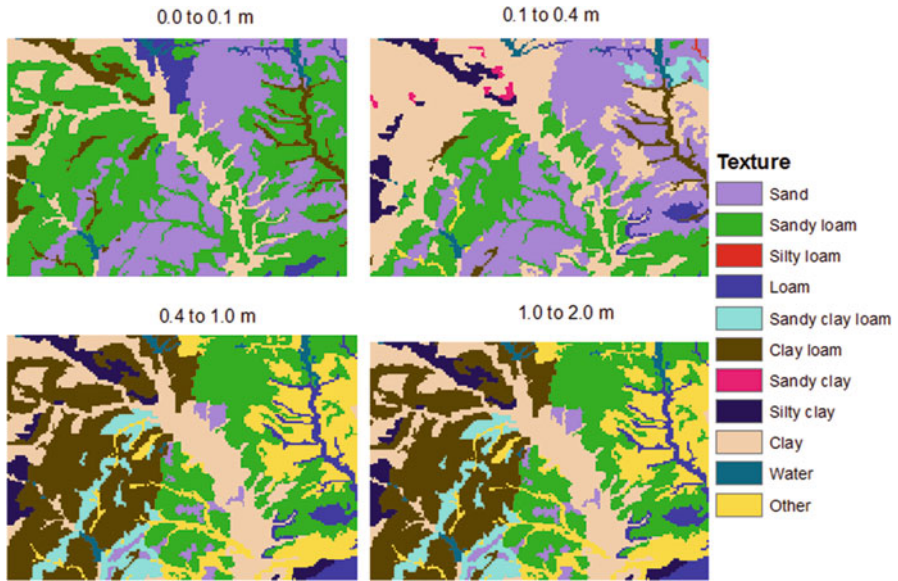 0.0 to 0.1 m
0.1 to 0.4 m
0.4 to 1.0 m
1.0 to 2.0 m
Texture
Sand
Sandy loam
Silty loam
Loam
Sandy clay loam
Clay loam
Sandy clay
Silty clay
Clay
Water
Other